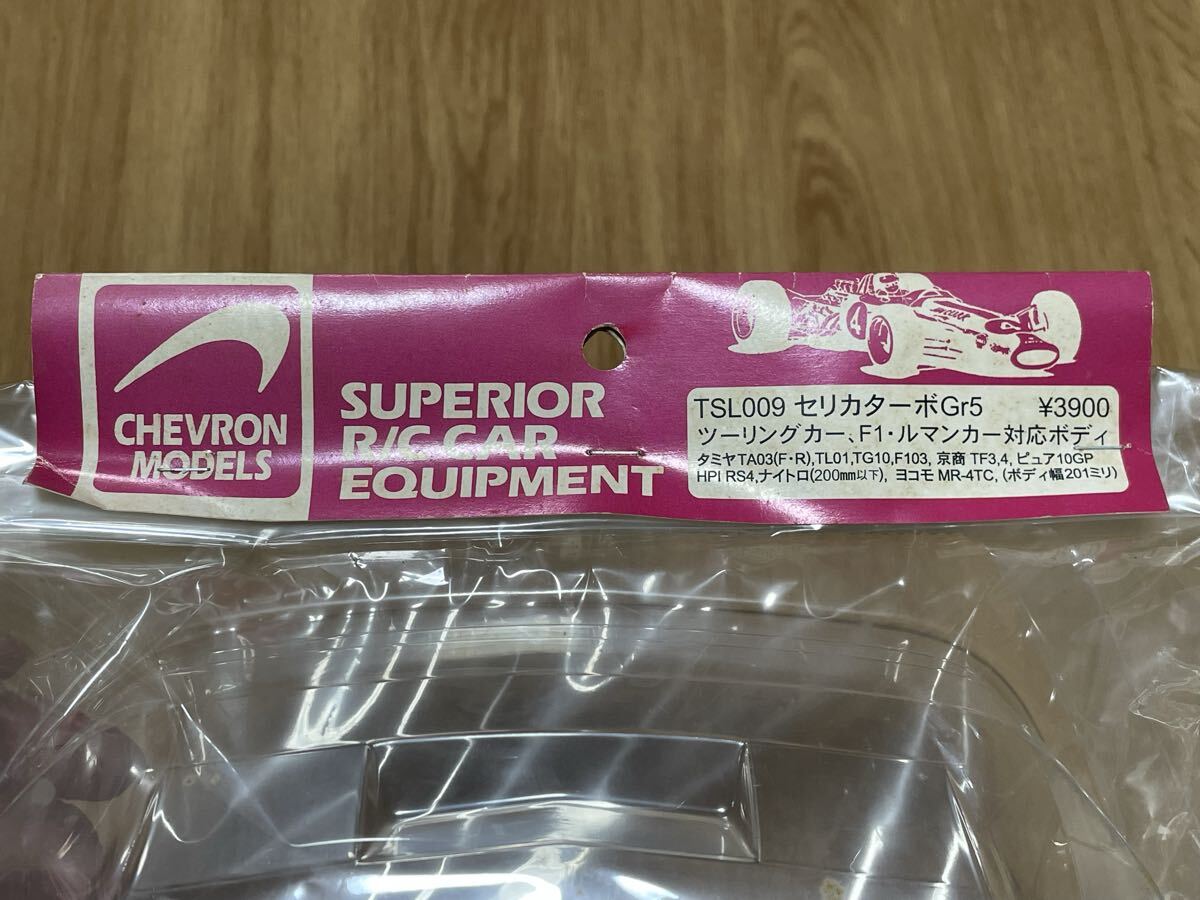 CHEVRON
MODELS
SUPERIOR
R/C CAR
EQUIPMENT
4
TSL009 セリカターボGr5 ¥3900
ツーリングカー、F1・ルマンカー対応ボディ
タミヤTA03(F・R),TL01,TG10,F103, 京商 TF3,4, ピュア10GP
HPI RS4,ナイトロ(200mm以下), ヨコモ MR-4TC, (ボディ幅201ミリ)